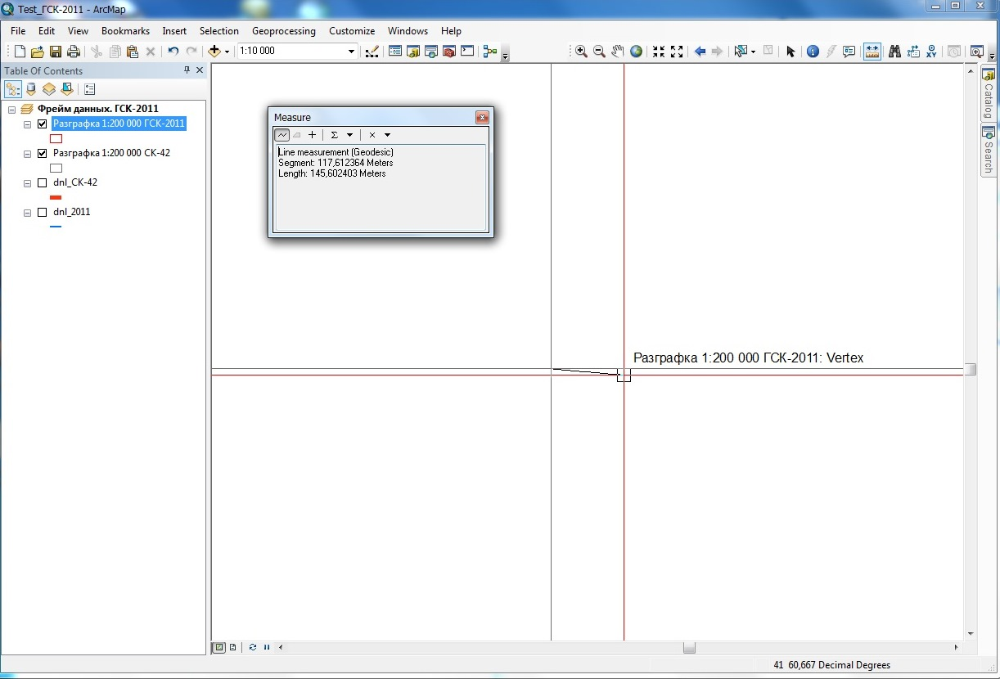 Test_ГСК-2011 - ArcMap
File Edit View Bookmarks Insert Selection Geoprocessing Customize Windows Help
1:10 000
Table Of Contents
Фрейм данных. ГСК-2011
Разграфка 1:200 000 ГСК-2011
Разграфка 1:200 000 СК-42
dnl_СК-42
dnl_2011
Measure
Line measurement (Geodesic)
Segment: 117,612364 Meters
Length: 145,602403 Meters
Разграфка 1:200 000 ГСК-2011: Vertex
Catalog
Search
41 60,667 Decimal Degrees